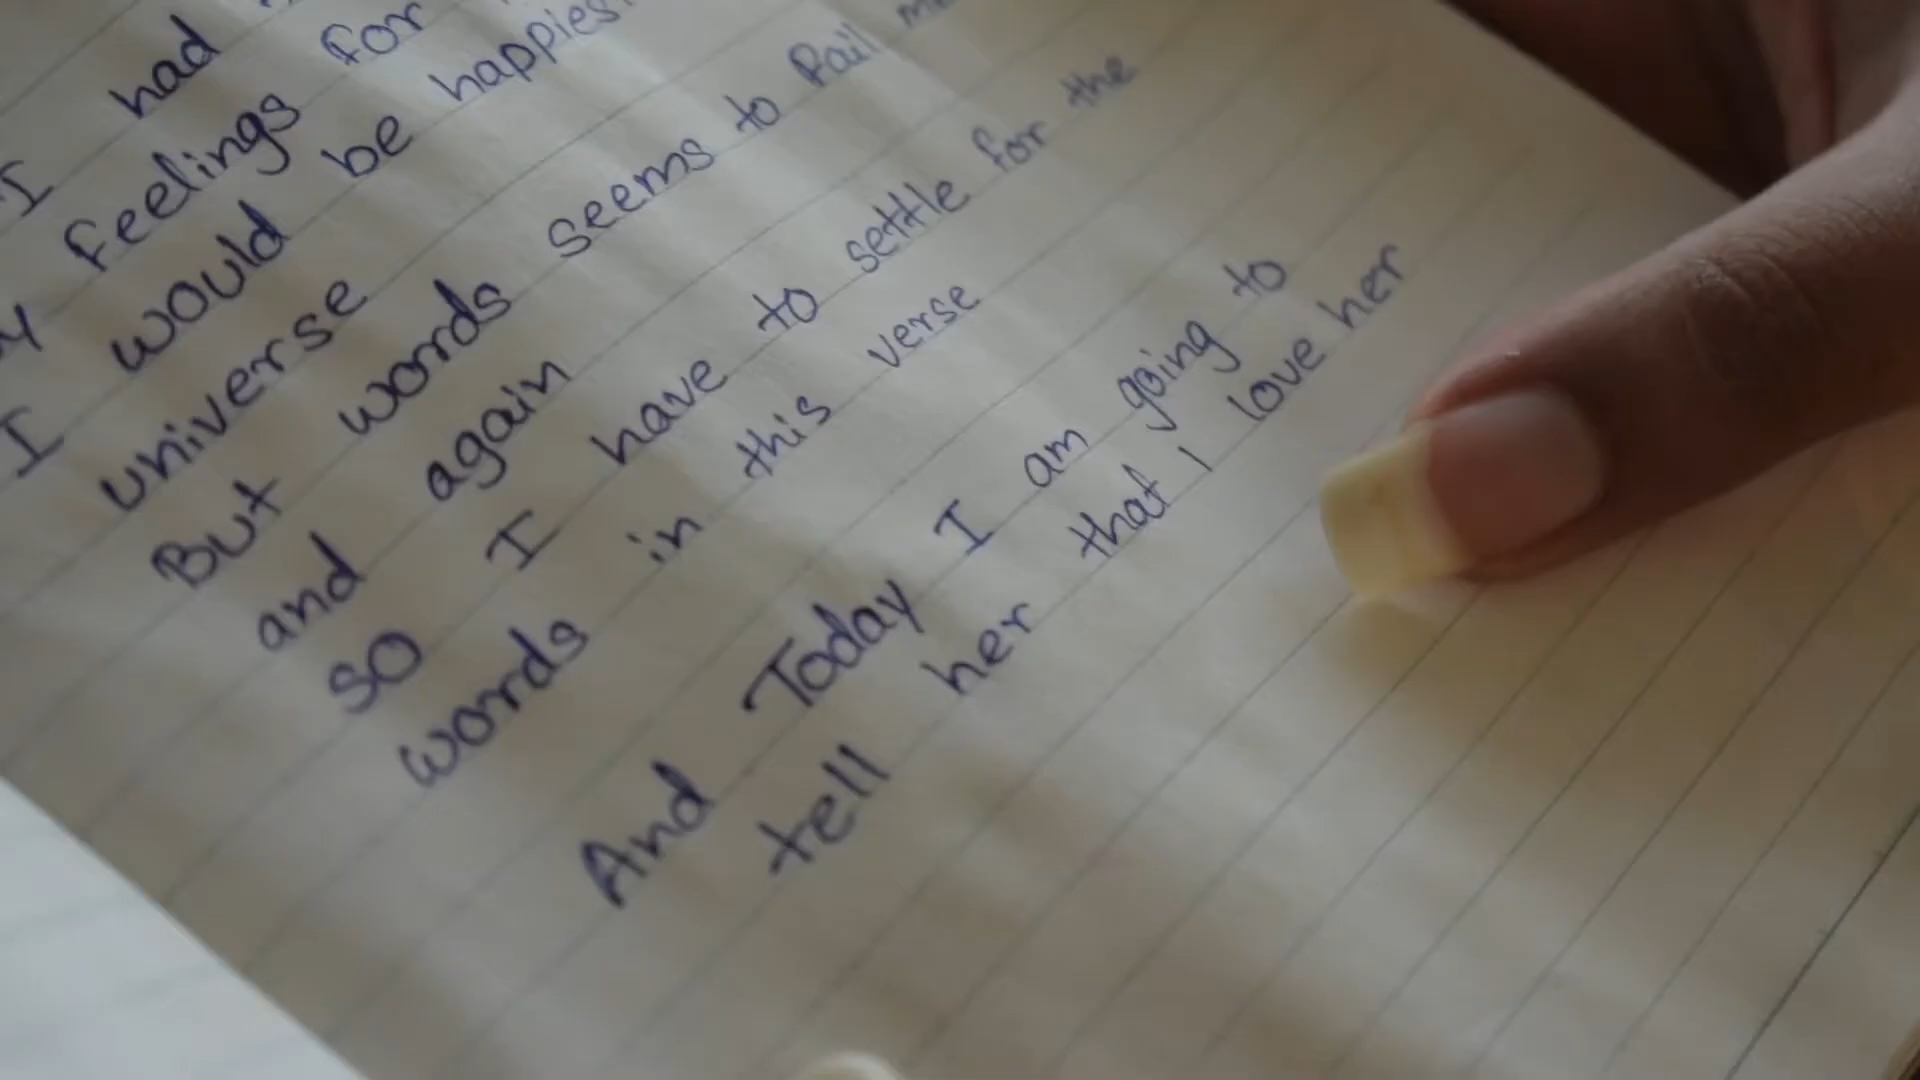 I had
feelings for
I would be happies
universe
But words seems to fail
and again
so I have to settle for the
words in this verse
And Today I am going to
tell her that I love her